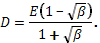 D = E(1 − √β) / 1 + √β.